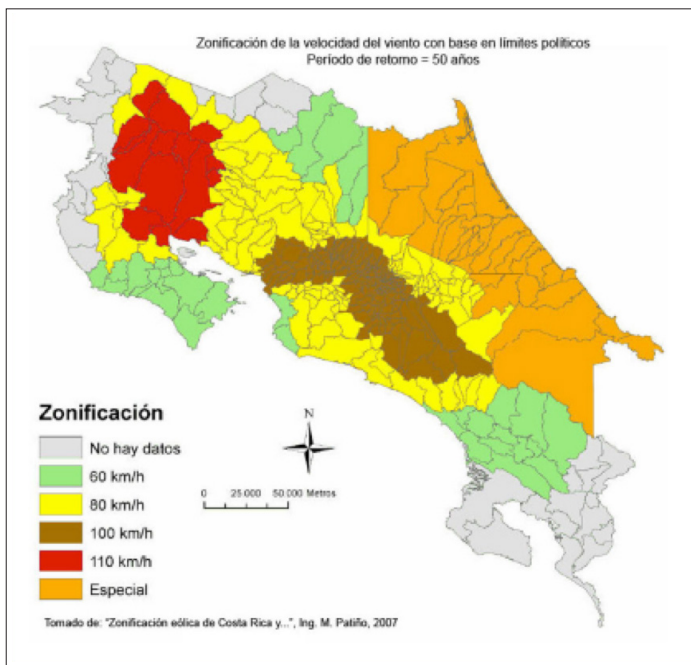 Zonificación de la velocidad del viento con base en límites políticos
Período de retorno = 50 años
Zonificación
No hay datos
60 km/h
80 km/h
100 km/h
110 km/h
Especial
N
0 25 000 50 000 Metros
Tomado de: "Zonificación eólica de Costa Rica y...", Ing. M. Patiño, 2007